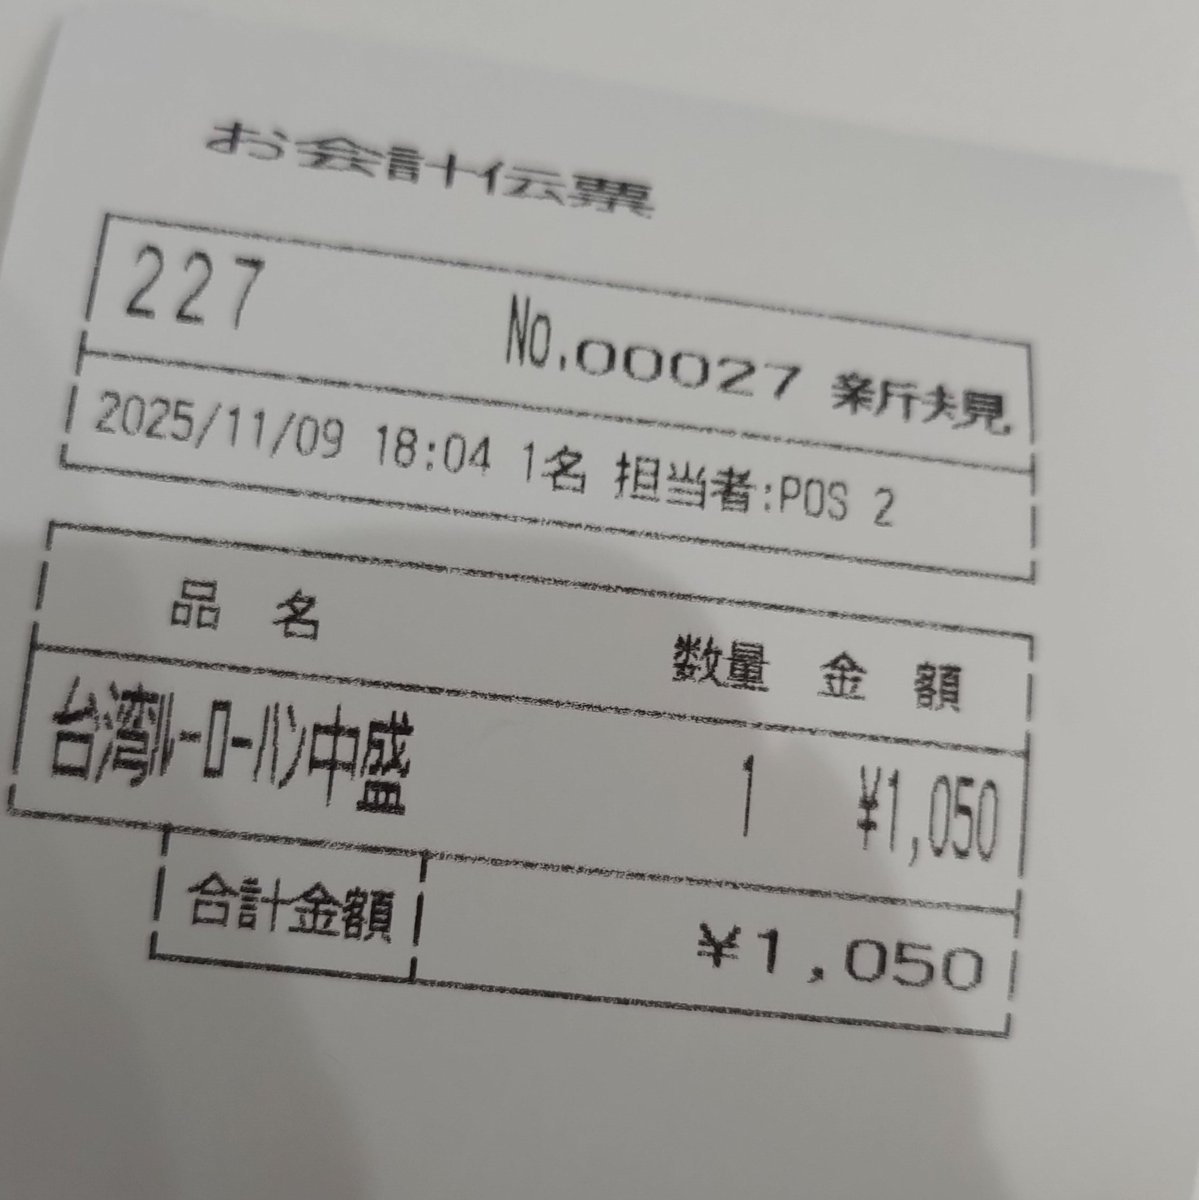 お会計伝票
227 No.00027 新規
2025/11/09 18:04 1名 担当者:POS 2
品 名 数量 金 額
台湾ルーローハン中盛 1 ¥1,050
合計金額 ¥1,050